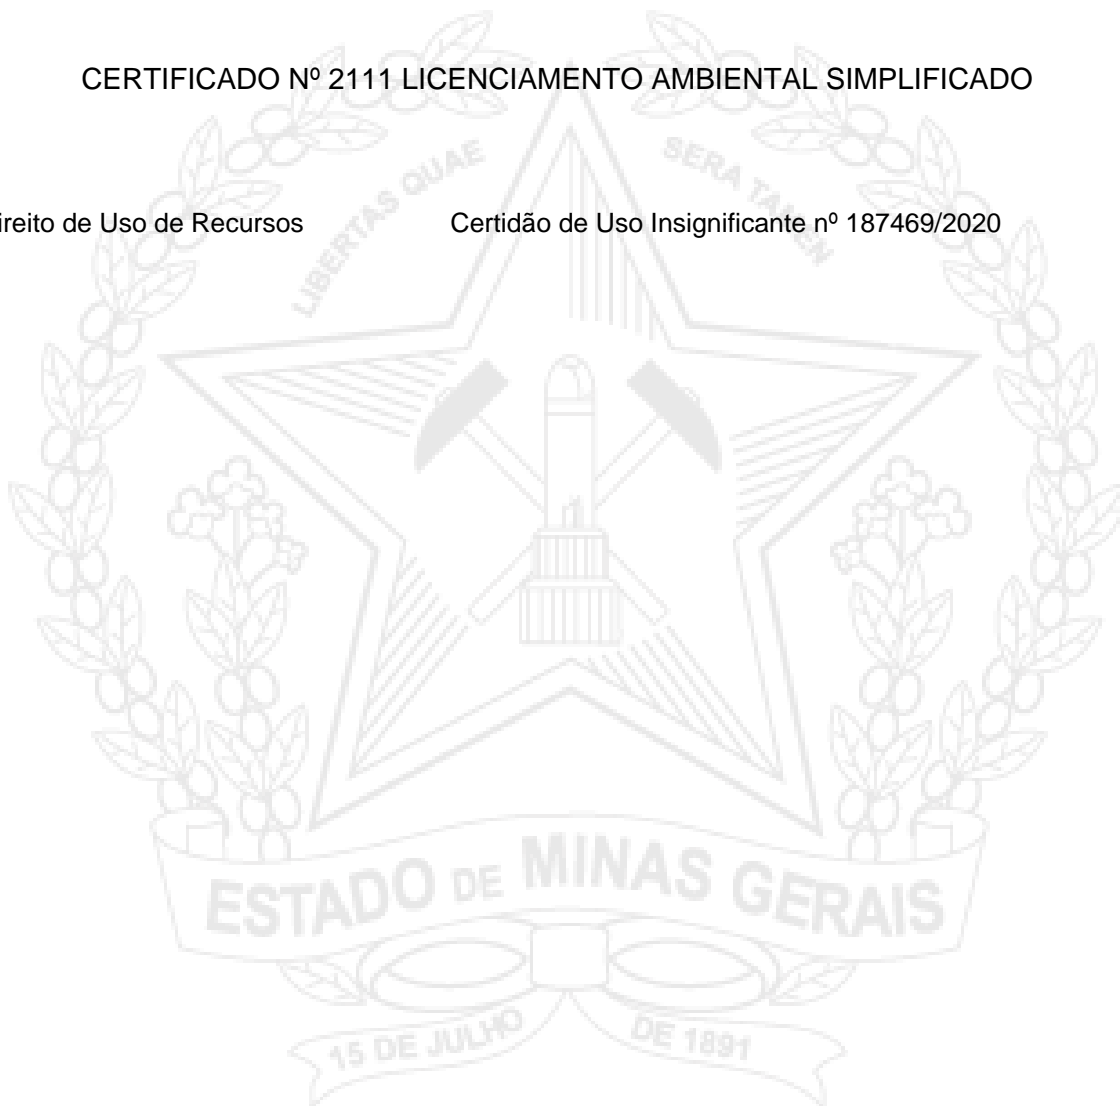 CERTIFICADO Nº 2111 LICENCIAMENTO AMBIENTAL SIMPLIFICADO
LIBERTAS QUAE SERA TAMEN
ireito de Uso de Recursos Certidão de Uso Insignificante nº 187469/2020
ESTADO DE MINAS GERAIS
15 DE JULHO DE 1891